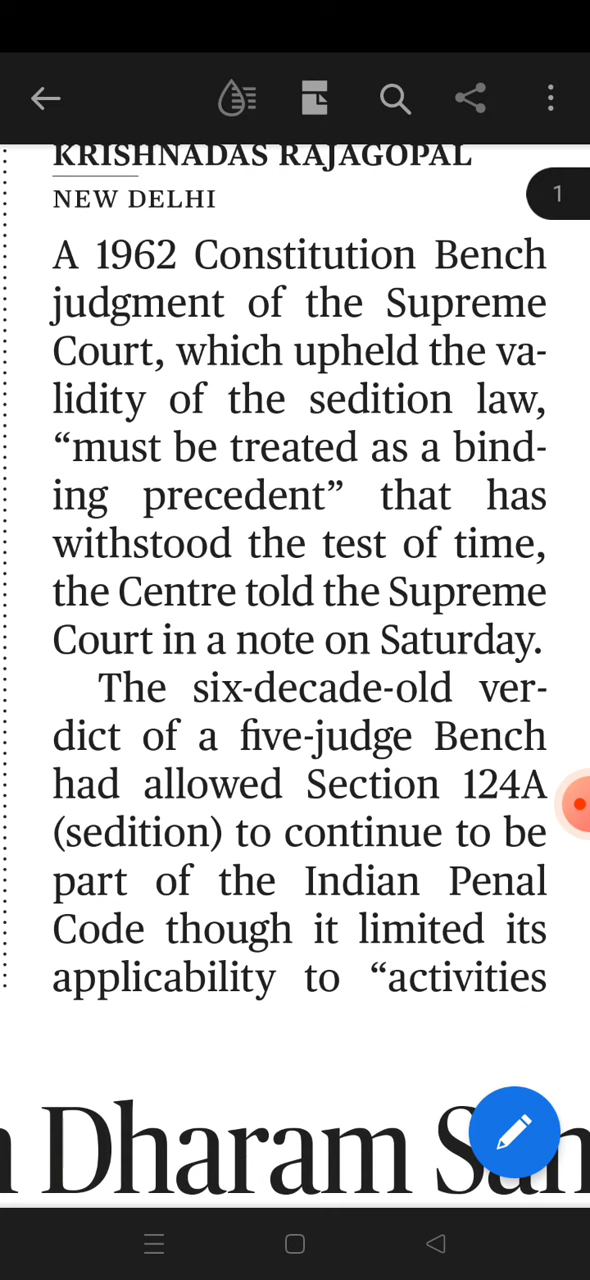 KRISHNADAS RAJAGOPAL
NEW DELHI
1
A 1962 Constitution Bench
judgment of the Supreme
Court, which upheld the va-
lidity of the sedition law,
“must be treated as a bind-
ing precedent” that has
withstood the test of time,
the Centre told the Supreme
Court in a note on Saturday.
The six-decade-old ver-
dict of a five-judge Bench
had allowed Section 124A
(sedition) to continue to be
part of the Indian Penal
Code though it limited its
applicability to “activities
Dharam